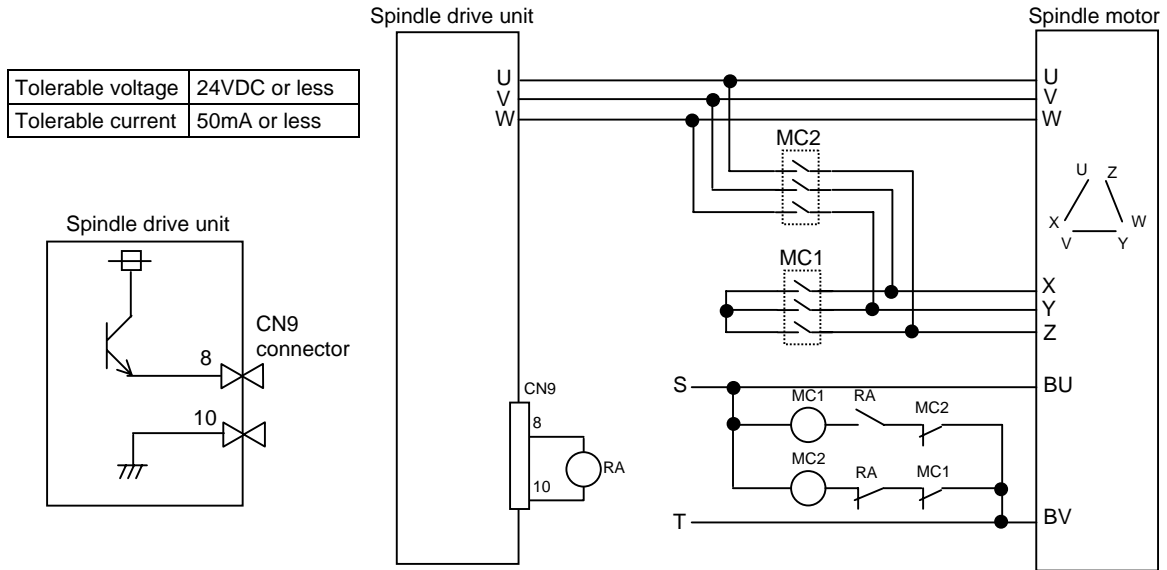 Spindle drive unit
Spindle motor
Tolerable voltage 24VDC or less
Tolerable current 50mA or less
U
V
W
U
V
W
MC2
U Z
X W
V Y
Spindle drive unit
CN9
connector
8
10
MC1
X
Y
Z
S
BU
CN9
8
10
RA
MC1 RA MC2
MC2 RA MC1
T
BV